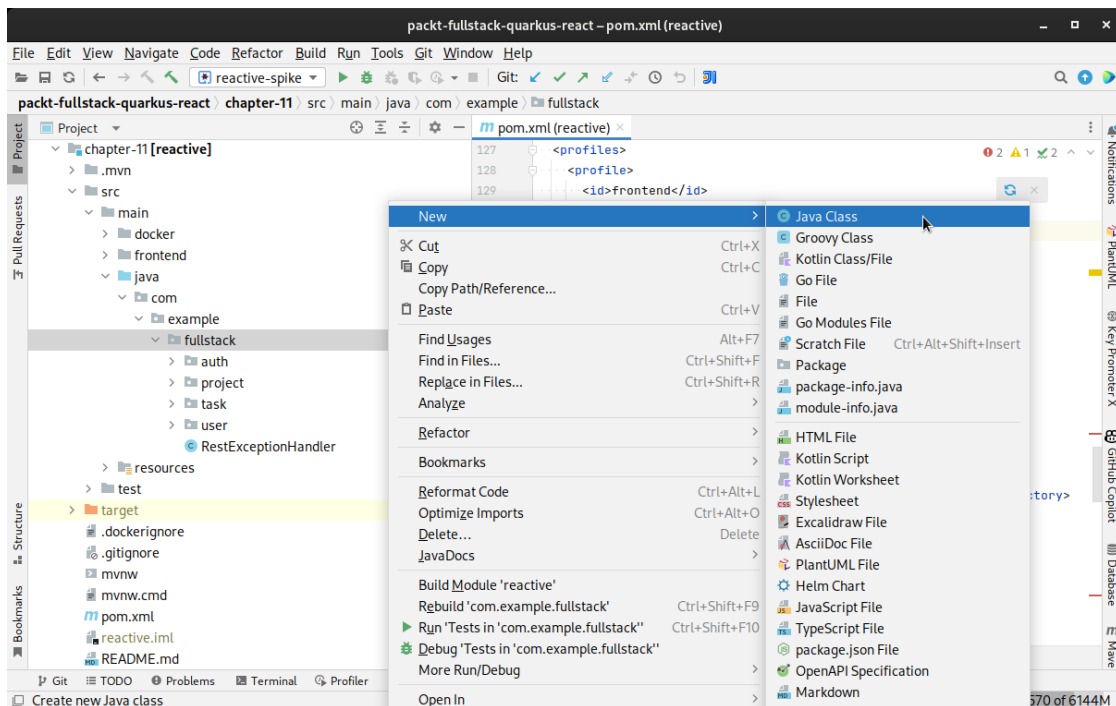 packt-fullstack-quarkus-react – pom.xml (reactive)
File Edit View Navigate Code Refactor Build Run Tools Git Window Help
reactive-spike Git:
packt-fullstack-quarkus-react chapter-11 src main java com example fullstack
Project
pom.xml (reactive)
chapter-11 [reactive]
.mvn
src
main
docker
frontend
java
com
example
fullstack
auth
project
task
user
RestExceptionHandler
resources
test
target
.dockerignore
.gitignore
mvnw
mvnw.cmd
pom.xml
reactive.iml
README.md
127 <profiles>
128 <profile>
129 <id>frontend</id>
2 1 2
ctory>
New
Cut Ctrl+X
Copy Ctrl+C
Copy Path/Reference...
Paste Ctrl+V
Find Usages Alt+F7
Find in Files... Ctrl+Shift+F
Replace in Files... Ctrl+Shift+R
Analyze
Refactor
Bookmarks
Reformat Code Ctrl+Alt+L
Optimize Imports Ctrl+Alt+O
Delete... Delete
JavaDocs
Build Module 'reactive'
Rebuild 'com.example.fullstack' Ctrl+Shift+F9
Run 'Tests in 'com.example.fullstack'' Ctrl+Shift+F10
Debug 'Tests in 'com.example.fullstack''
More Run/Debug
Open In
Java Class
Groovy Class
Kotlin Class/File
Go File
File
Go Modules File
Scratch File Ctrl+Alt+Shift+Insert
Package
package-info.java
module-info.java
HTML File
Kotlin Script
Kotlin Worksheet
Stylesheet
Excalidraw File
AsciiDoc File
PlantUML File
Helm Chart
JavaScript File
TypeScript File
package.json File
OpenAPI Specification
Markdown
Project
Pull Requests
Structure
Bookmarks
Notifications
PlantUML
Key Promoter X
GitHub Copilot
Database
Git TODO Problems Terminal Profiler
Create new Java class
570 of 6144M